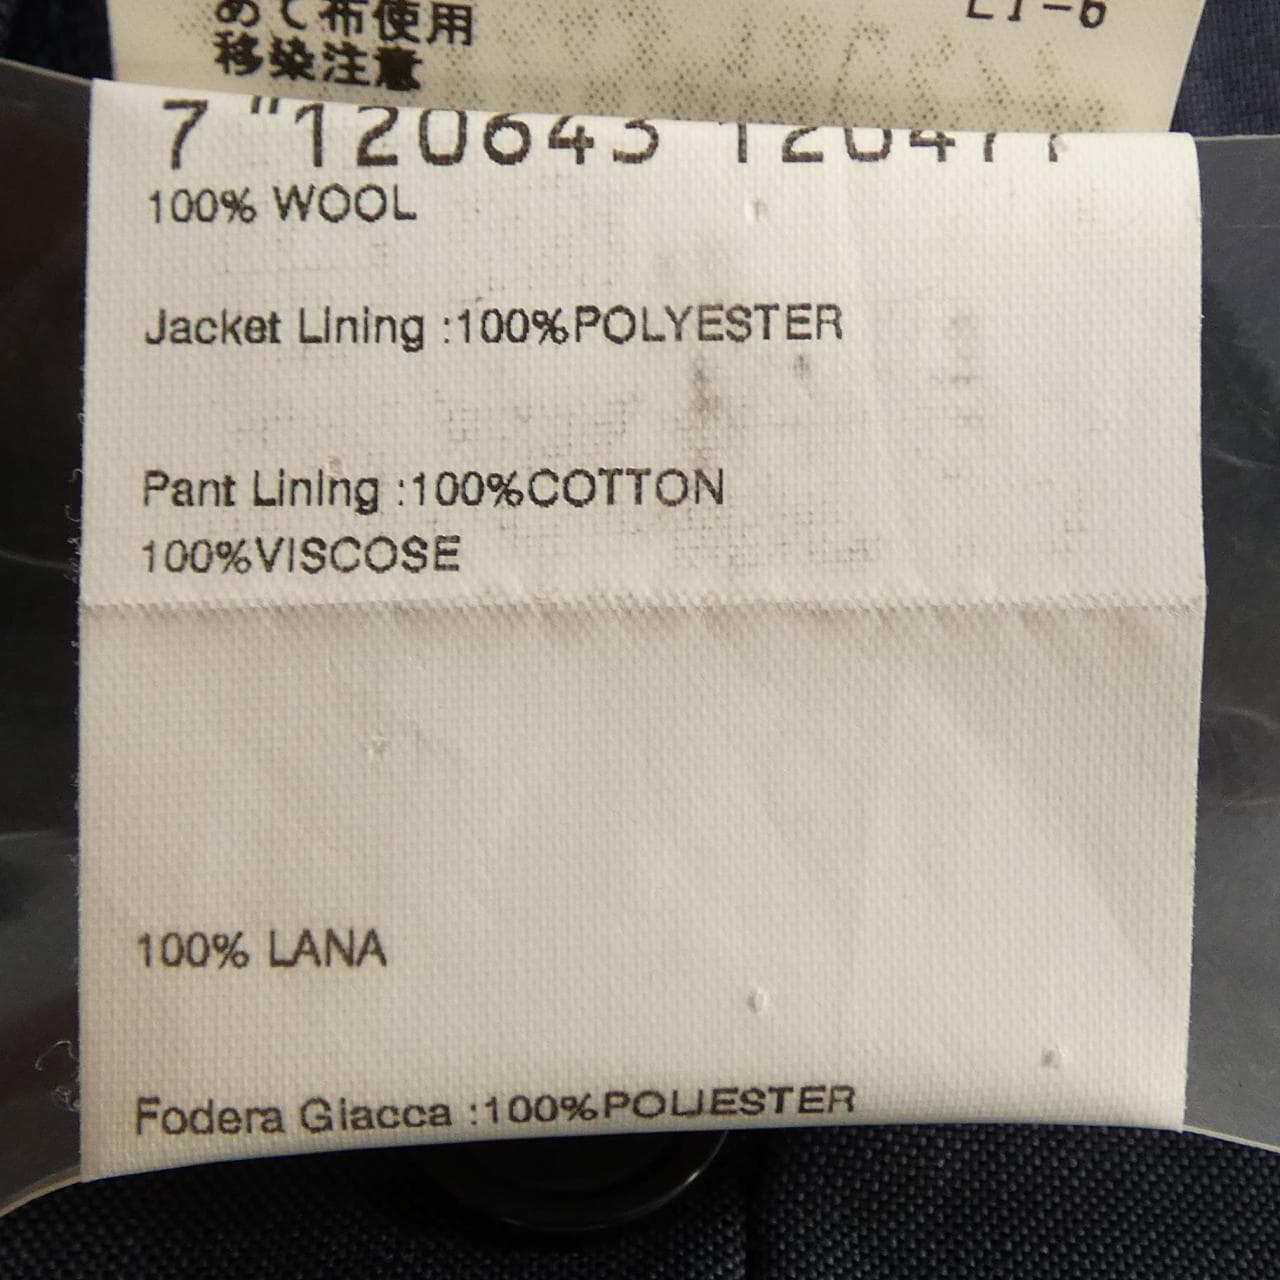 めて布使用
移染注意
7 "120643 120477
100% WOOL
Jacket Lining :100%POLYESTER
Pant Lining :100%COTTON
100%VISCOSE
100% LANA
Fodera Giacca :100%POLIESTER